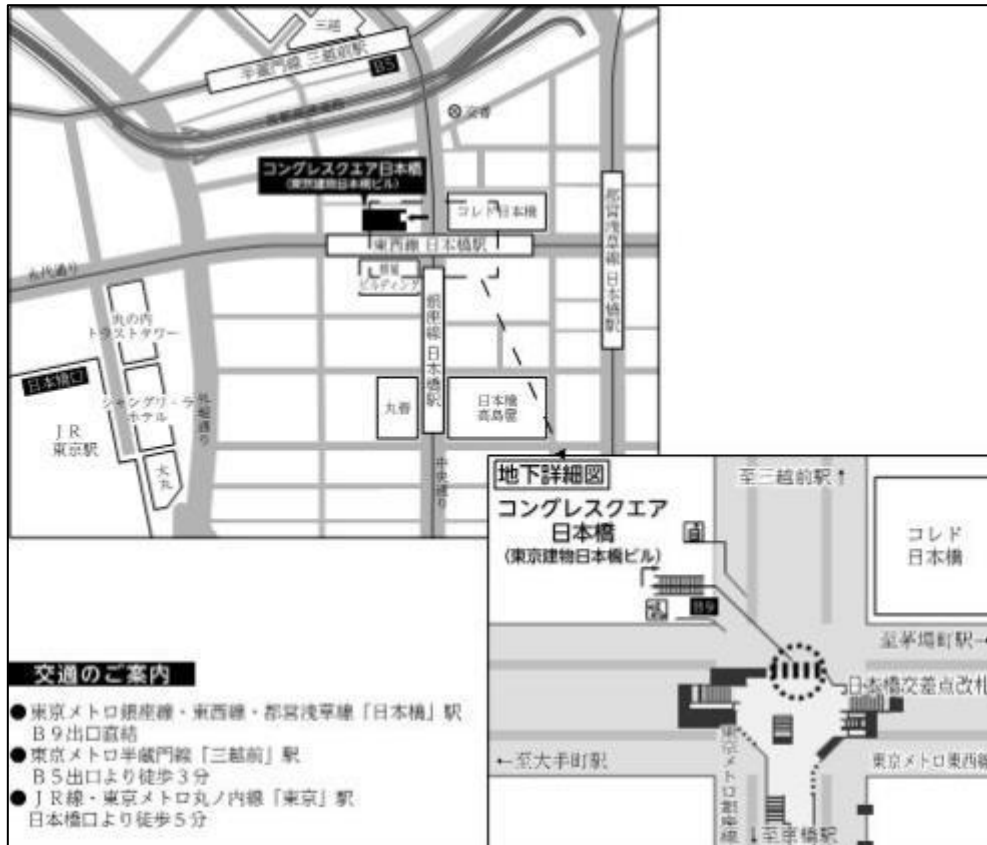 三越
半蔵門線 三越前駅
B5
交番
コングレスクエア日本橋
(東京建物日本橋ビル)
コレド日本橋
東西線 日本橋駅
都営浅草線 日本橋駅
永代通り
ビルディング
銀座線 日本橋駅
丸の内
トラストタワー
日本橋口
シャングリ・ラ
ホテル
外堀通り
丸善
日本橋
高島屋
JR
東京駅
大丸
中央通り
地下詳細図
至三越前駅↑
コングレスクエア
日本橋
(東京建物日本橋ビル)
コレド
日本橋
B9
至茅場町駅→
日本橋交差点改札
←至大手町駅
東京メトロ銀座線
東京メトロ東西線
↓至京橋駅
交通のご案内
●東京メトロ銀座線・東西線・都営浅草線「日本橋」駅
B9出口直結
●東京メトロ半蔵門線「三越前」駅
B5出口より徒歩3分
●JR線・東京メトロ丸ノ内線「東京」駅
日本橋口より徒歩5分